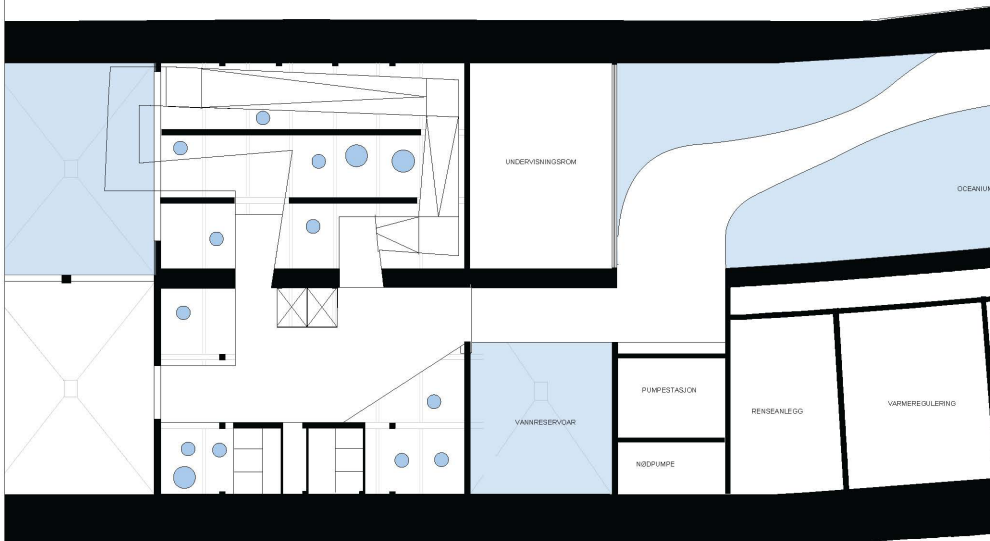 UNDERVISNINGSROM
OCEANIUM
PUMPESTASJON
RENSEANLEGG
VARMEREGULERING
VANNRESERVOAR
NØDPUMPE